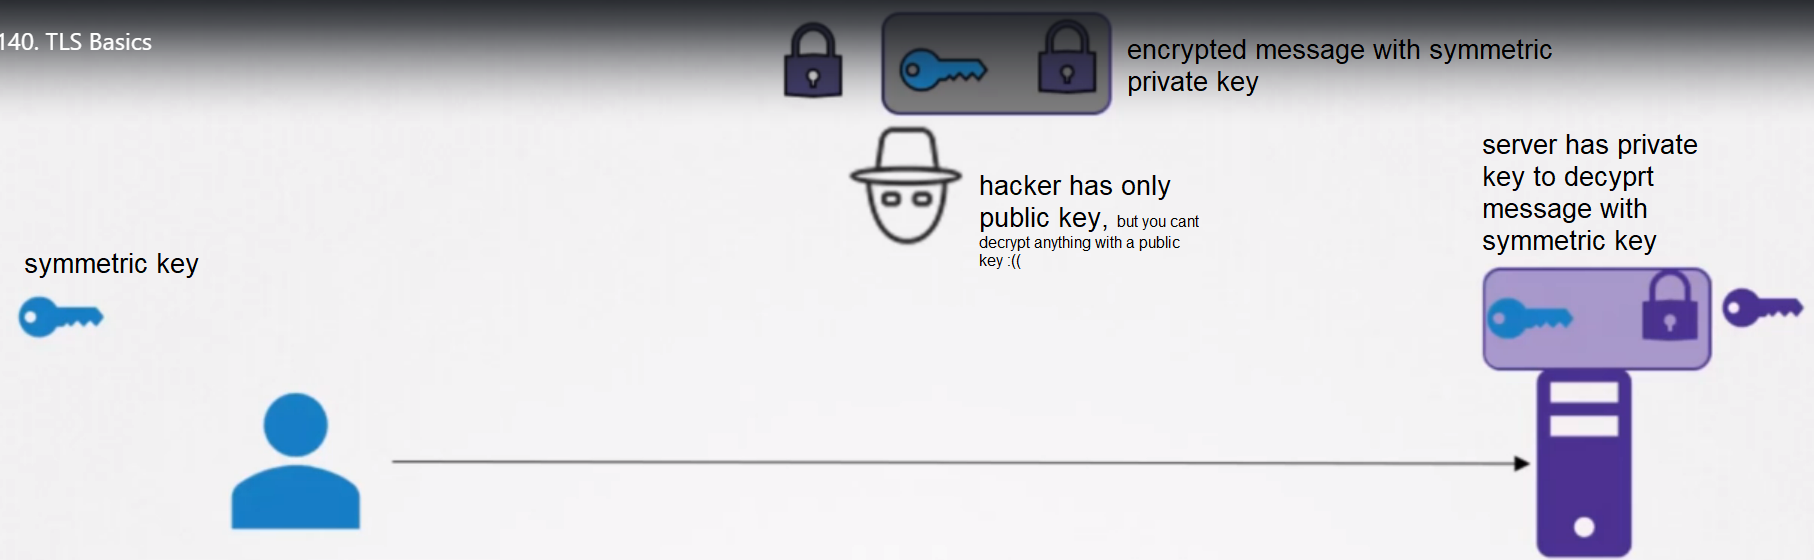 140. TLS Basics
encrypted message with symmetric
private key
hacker has only
public key, but you cant
decrypt anything with a public
key :((
server has private
key to decyprt
message with
symmetric key
symmetric key